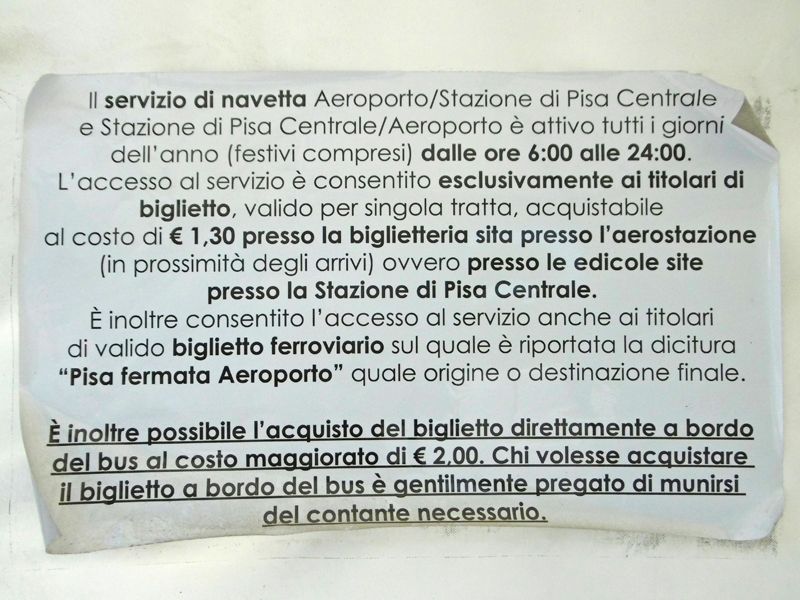 Il servizio di navetta Aeroporto/Stazione di Pisa Centrale
e Stazione di Pisa Centrale/Aeroporto è attivo tutti i giorni
dell'anno (festivi compresi) dalle ore 6:00 alle 24:00.
L'accesso al servizio è consentito esclusivamente ai titolari di
biglietto, valido per singola tratta, acquistabile
al costo di € 1,30 presso la biglietteria sita presso l'aerostazione
(in prossimità degli arrivi) ovvero presso le edicole site
presso la Stazione di Pisa Centrale.
È inoltre consentito l'accesso al servizio anche ai titolari
di valido biglietto ferroviario sul quale è riportata la dicitura
"Pisa fermata Aeroporto" quale origine o destinazione finale.
È inoltre possibile l'acquisto del biglietto direttamente a bordo
del bus al costo maggiorato di € 2,00. Chi volesse acquistare
il biglietto a bordo del bus è gentilmente pregato di munirsi
del contante necessario.